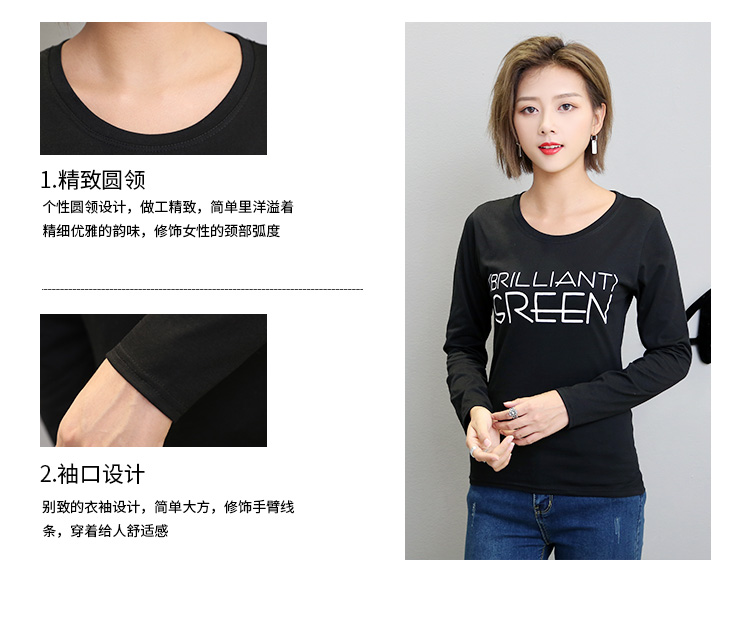 1.精致圆领
个性圆领设计，做工精致，简单里洋溢着
精细优雅的韵味，修饰女性的颈部弧度
2.袖口设计
别致的衣袖设计，简单大方，修饰手臂线
条，穿着给人舒适感
BRILLIANT
GREEN